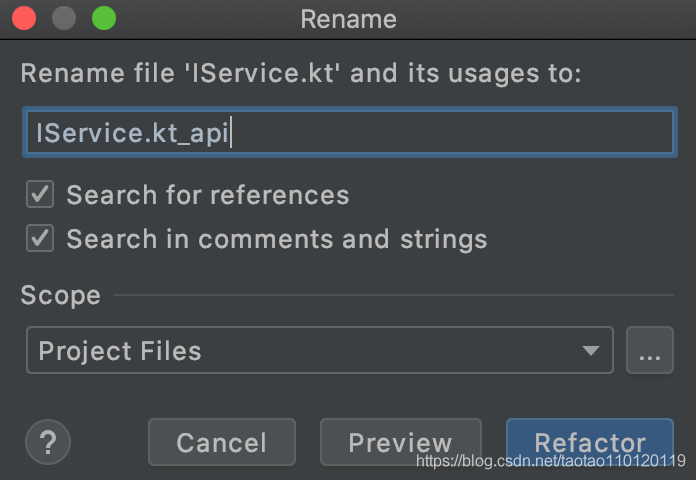 Rename
Rename file 'IService.kt' and its usages to:
IService.kt_api
Search for references
Search in comments and strings
Scope
Project Files
...
?
Cancel
Preview
Refactor
https://blog.csdn.net/taotao110120119